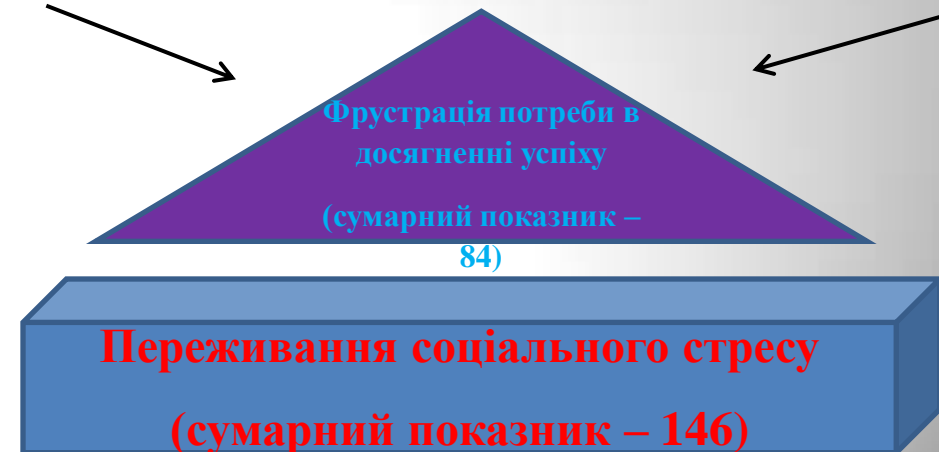 Фрустрація потреби в
досягненні успіху
(сумарний показник –
84)
Переживання соціального стресу
(сумарний показник – 146)